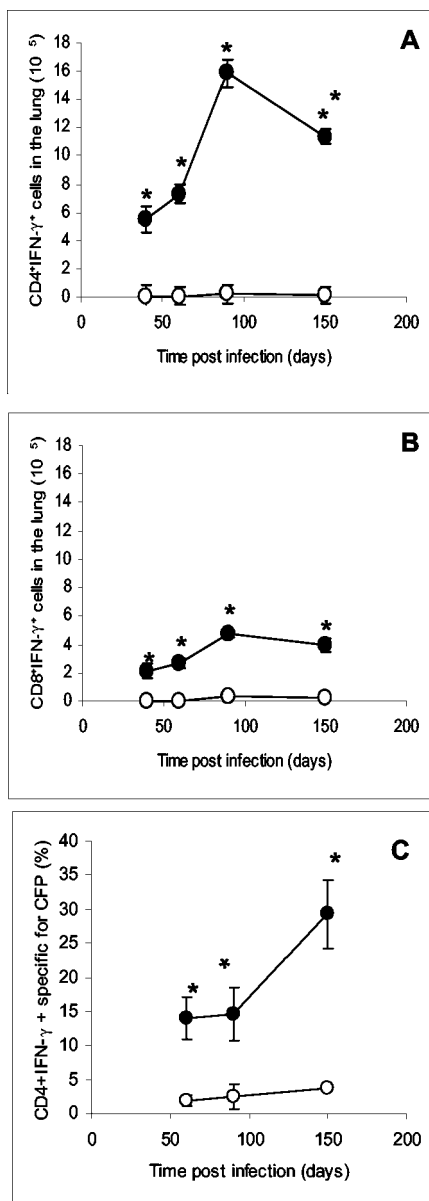 A
CD4⁺IFN-γ⁺ cells in the lung (10 ⁵)
18
16
14
12
10
8
6
4
2
0
* * * * *
0 50 100 150 200
Time post infection (days)
B
CD8⁺IFN-γ⁺ cells in the lung (10 ⁵)
18
16
14
12
10
8
6
4
2
0
* * * *
0 50 100 150 200
Time post infection (days)
C
CD4+IFN-γ + specific for CFP (%)
40
35
30
25
20
15
10
5
0
* * *
0 50 100 150 200
Time post infection (days)